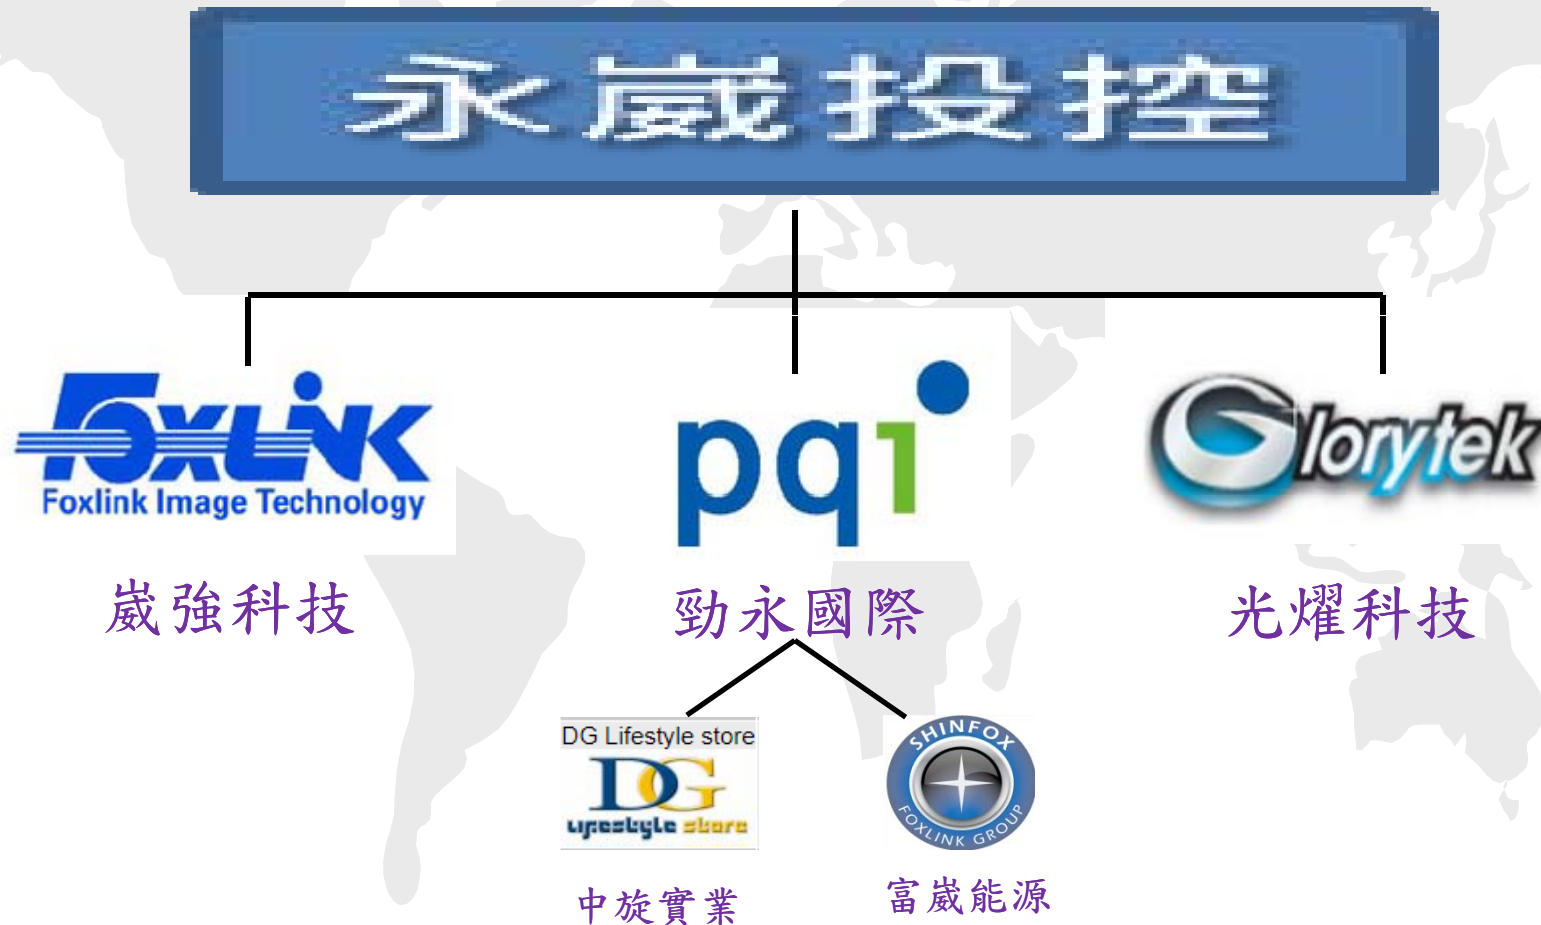 永崴投控
FOXLINK
Foxlink Image Technology
pqi
Glorytek
崴強科技
勁永國際
光燿科技
DG Lifestyle store
DG
Lifestyle store
SHINFOX
FOXLINK GROUP
中旋實業
富崴能源